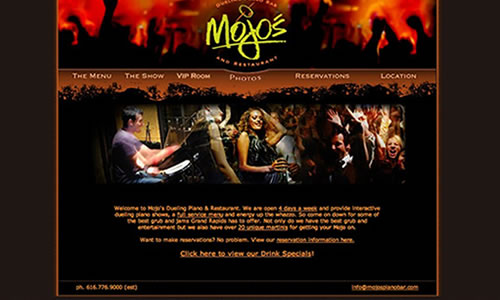 DUELING PIANO BAR
Mojo's
AND RESTAURANT
THE MENU THE SHOW VIP ROOM PHOTOS RESERVATIONS LOCATION
Welcome to Mojo's Dueling Piano & Restaurant. We are open 4 days a week and provide interactive
dueling piano shows, a full service menu and energy up the whazoo. So come on down for some of
the best grub and jams Grand Rapids has to offer. Not only do we have the best grub and
entertainment but we also have over 20 unique martinis for getting your Mojo on.
Want to make reservations? No problem. View our reservation information here.
Click here to view our Drink Specials!
ph. 616.776.9000 (est)
info@mojospianobar.com